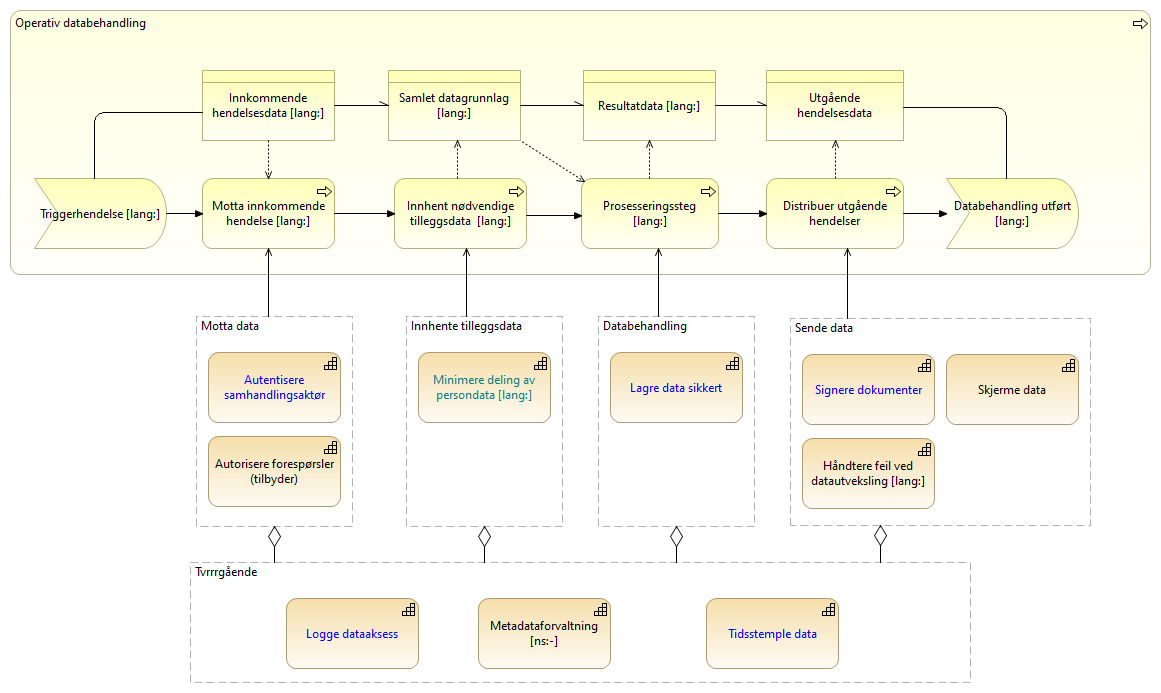 Operativ databehandling
Innkommende
hendelsesdata [lang:]
Samlet datagrunnlag
[lang:]
Resultatdata [lang:]
Utgående
hendelsesdata
Triggerhendelse [lang:]
Motta innkommende
hendelse [lang:]
Innhent nødvendige
tilleggsdata  [lang:]
Prosesseringssteg
[lang:]
Distribuer utgående
hendelser
Databehandling utført
[lang:]
Motta data
Innhente tilleggsdata
Databehandling
Sende data
Autentisere
samhandlingsaktør
Minimere deling av
persondata [lang:]
Lagre data sikkert
Signere dokumenter
Skjerme data
Autorisere forespørsler
(tilbyder)
Håndtere feil ved
datautveksling [lang:]
Tvrrrgående
Logge dataaksess
Metadataforvaltning
[ns:-]
Tidsstemple data